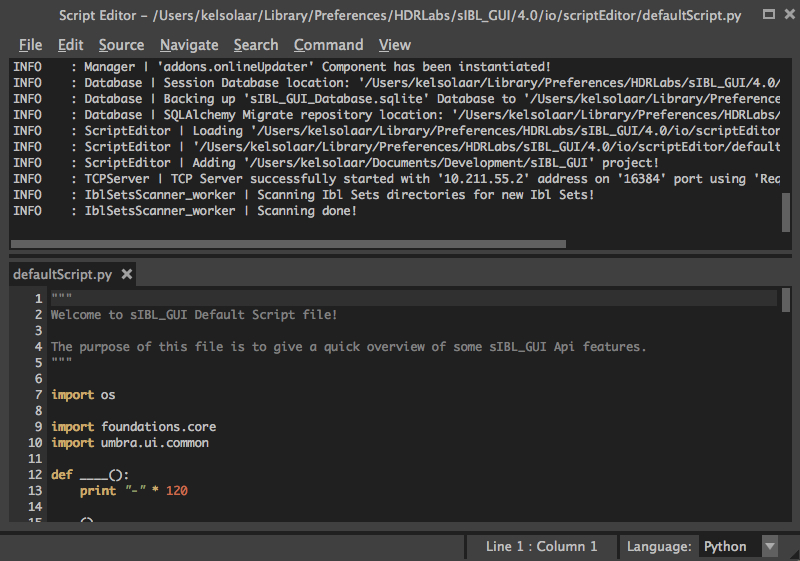 Script Editor - /Users/kelsolaar/Library/Preferences/HDRLabs/sIBL_GUI/4.0/io/scriptEditor/defaultScript.py
File Edit Source Navigate Search Command View
INFO : Manager | 'addons.onlineUpdater' Component has been instantiated!
INFO : Database | Session Database location: '/Users/kelsolaar/Library/Preferences/HDRLabs/sIBL_GUI/4.0/
INFO : Database | Backing up 'sIBL_GUI_Database.sqlite' Database to '/Users/kelsolaar/Library/Preference
INFO : Database | SQLAlchemy Migrate repository location: '/Users/kelsolaar/Library/Preferences/HDRLabs/
INFO : ScriptEditor | Loading '/Users/kelsolaar/Library/Preferences/HDRLabs/sIBL_GUI/4.0/io/scriptEditor
INFO : ScriptEditor | '/Users/kelsolaar/Library/Preferences/HDRLabs/sIBL_GUI/4.0/io/scriptEditor/default
INFO : ScriptEditor | Adding '/Users/kelsolaar/Documents/Development/sIBL_GUI' project!
INFO : TCPServer | TCP Server successfully started with '10.211.55.2' address on '16384' port using 'Req
INFO : IblSetsScanner_worker | Scanning Ibl Sets directories for new Ibl Sets!
INFO : IblSetsScanner_worker | Scanning done!
defaultScript.py
1 """
2 Welcome to sIBL_GUI Default Script file!
3
4 The purpose of this file is to give a quick overview of some sIBL_GUI Api features.
5 """
6
7 import os
8
9 import foundations.core
10 import umbra.ui.common
11
12 def ____():
13 print "-" * 120
14
15 ()
Line 1 : Column 1 Language: Python